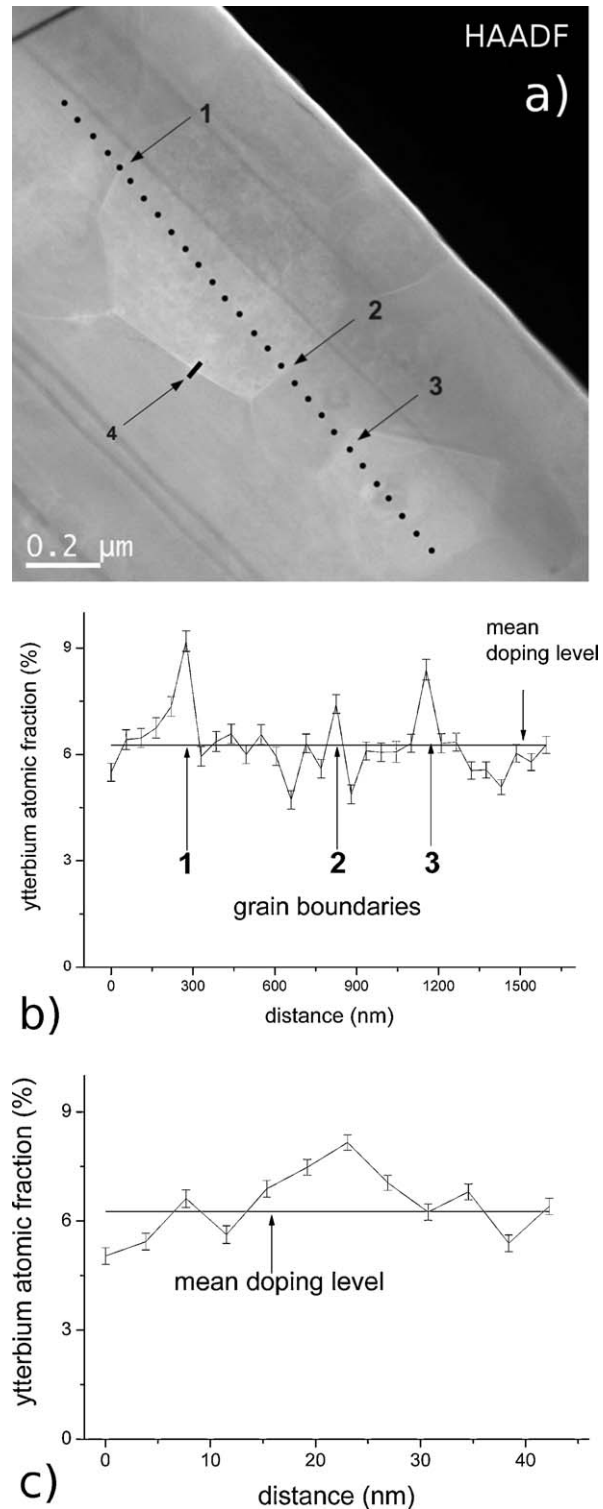 HAADF
a)
1
2
3
4
0.2 μm
ytterbium atomic fraction (%)
9
6
3
0
mean
doping level
1
2
3
grain boundaries
0
300
600
900
1200
1500
distance (nm)
b)
ytterbium atomic fraction (%)
9
6
3
0
mean doping level
0
10
20
30
40
distance (nm)
c)